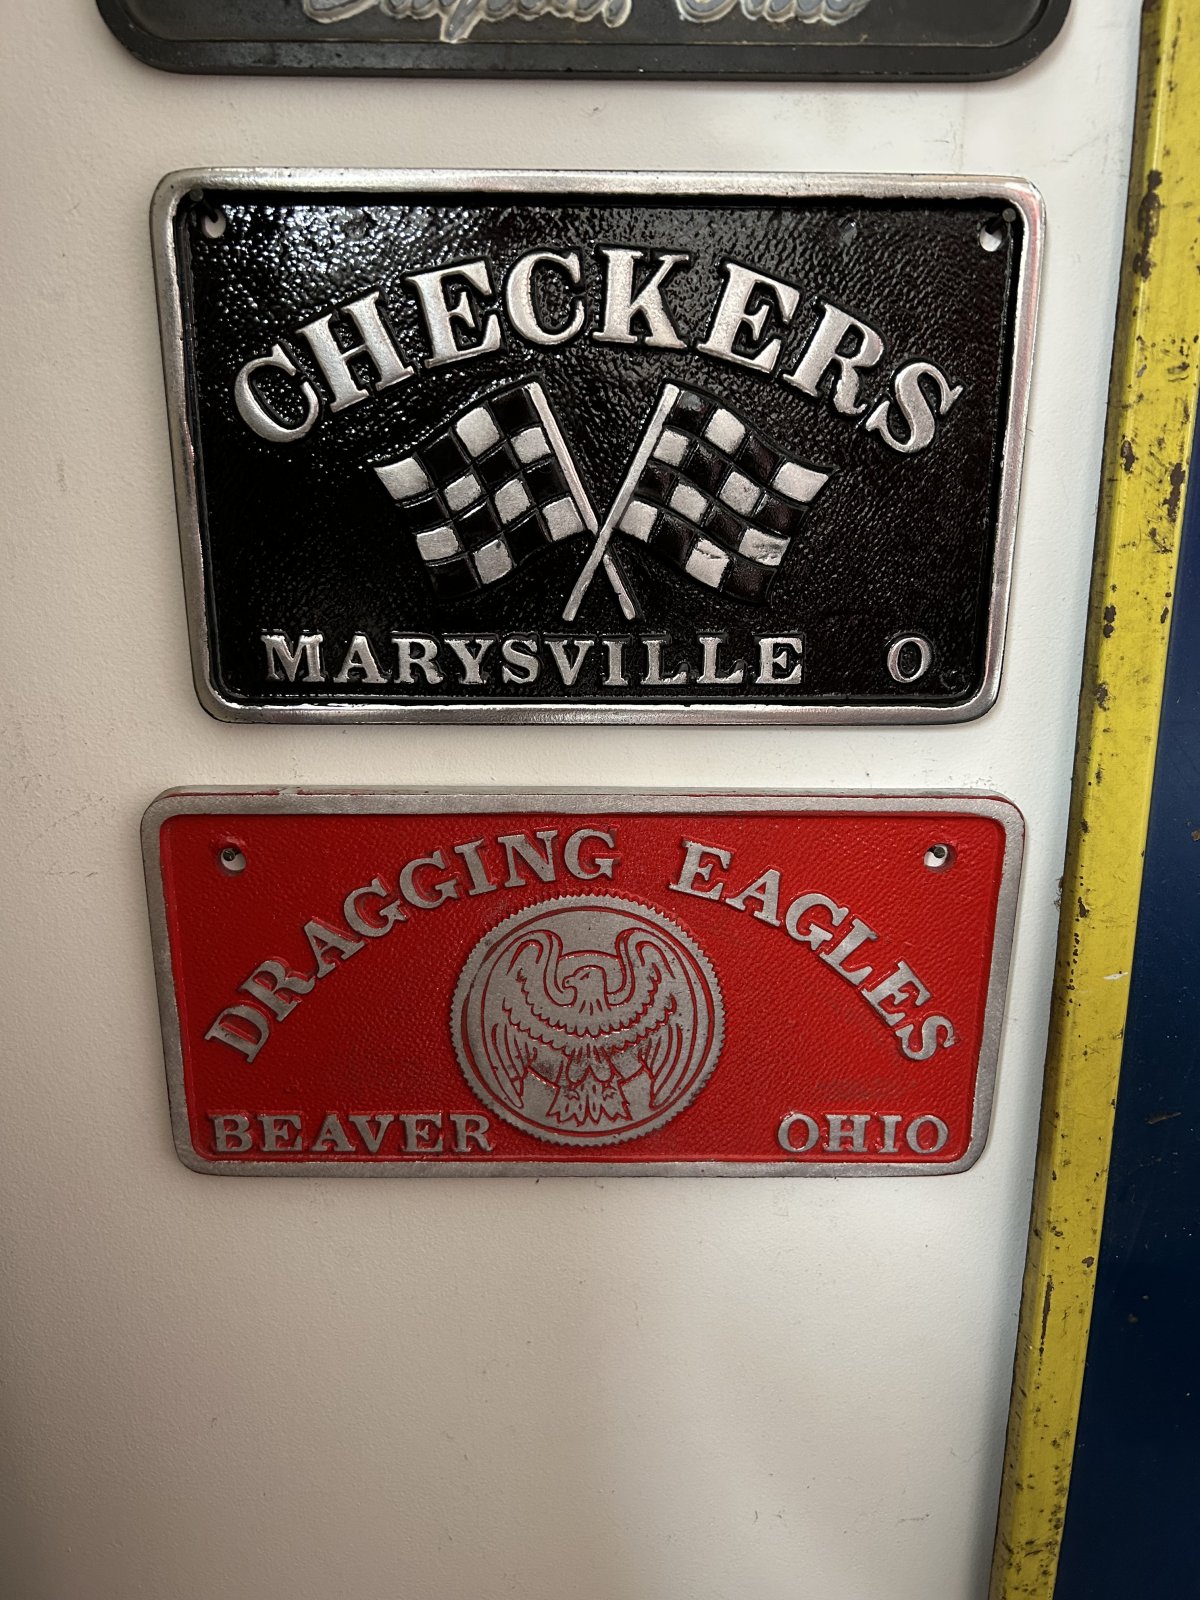 CHECKERS
MARYSVILLE O
DRAGGING EAGLES
BEAVER OHIO